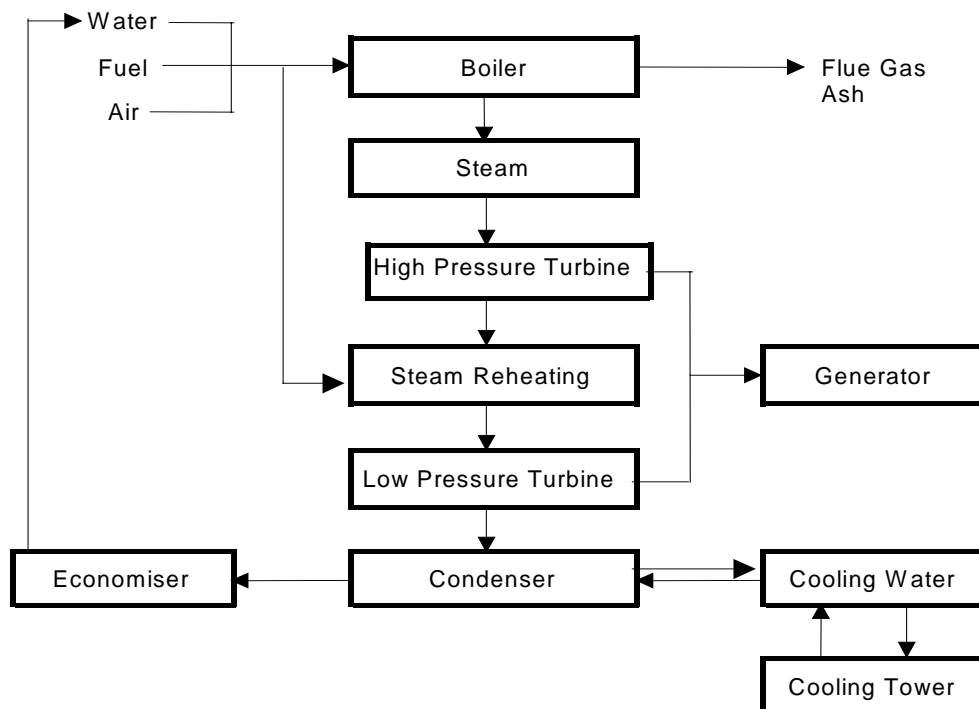 Water
Fuel
Air
Boiler
Flue Gas
Ash
Steam
High Pressure Turbine
Steam Reheating
Generator
Low Pressure Turbine
Economiser
Condenser
Cooling Water
Cooling Tower